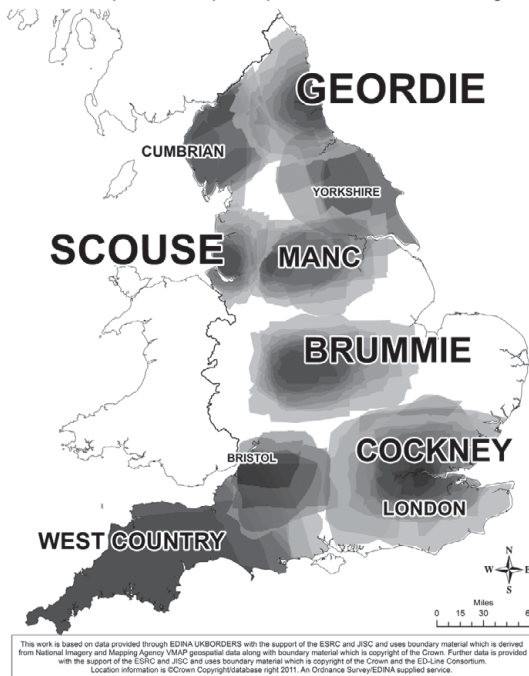 GEORDIE
CUMBRIAN
YORKSHIRE
SCOUSE
MANC
BRUMMIE
BRISTOL
COCKNEY
LONDON
WEST COUNTRY
N
W
E
S
Miles
0 15 30
This work is based on data provided through EDINA UKBORDERS with the support of the ESRC and JISC and uses boundary material which is derived
from National Imagery and Mapping Agency VMAP geospatial data along with boundary material which is copyright of the Crown. Further data is provided
with the support of the ESRC and JISC and uses boundary material which is copyright of the Crown and the ED-Line Consortium.
Location information is ©Crown Copyright/database right 2011. An Ordnance Survey/EDINA supplied service.